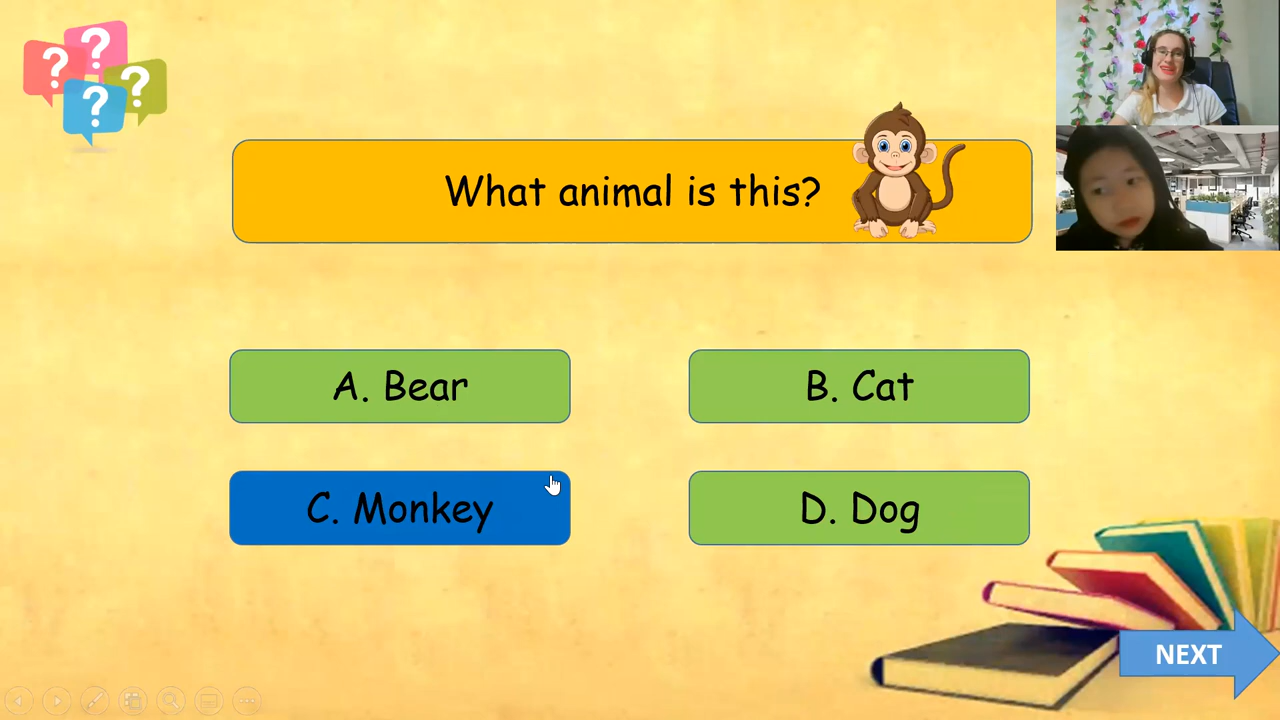 ? ? ? ?
What animal is this?
A. Bear
B. Cat
C. Monkey
D. Dog
NEXT